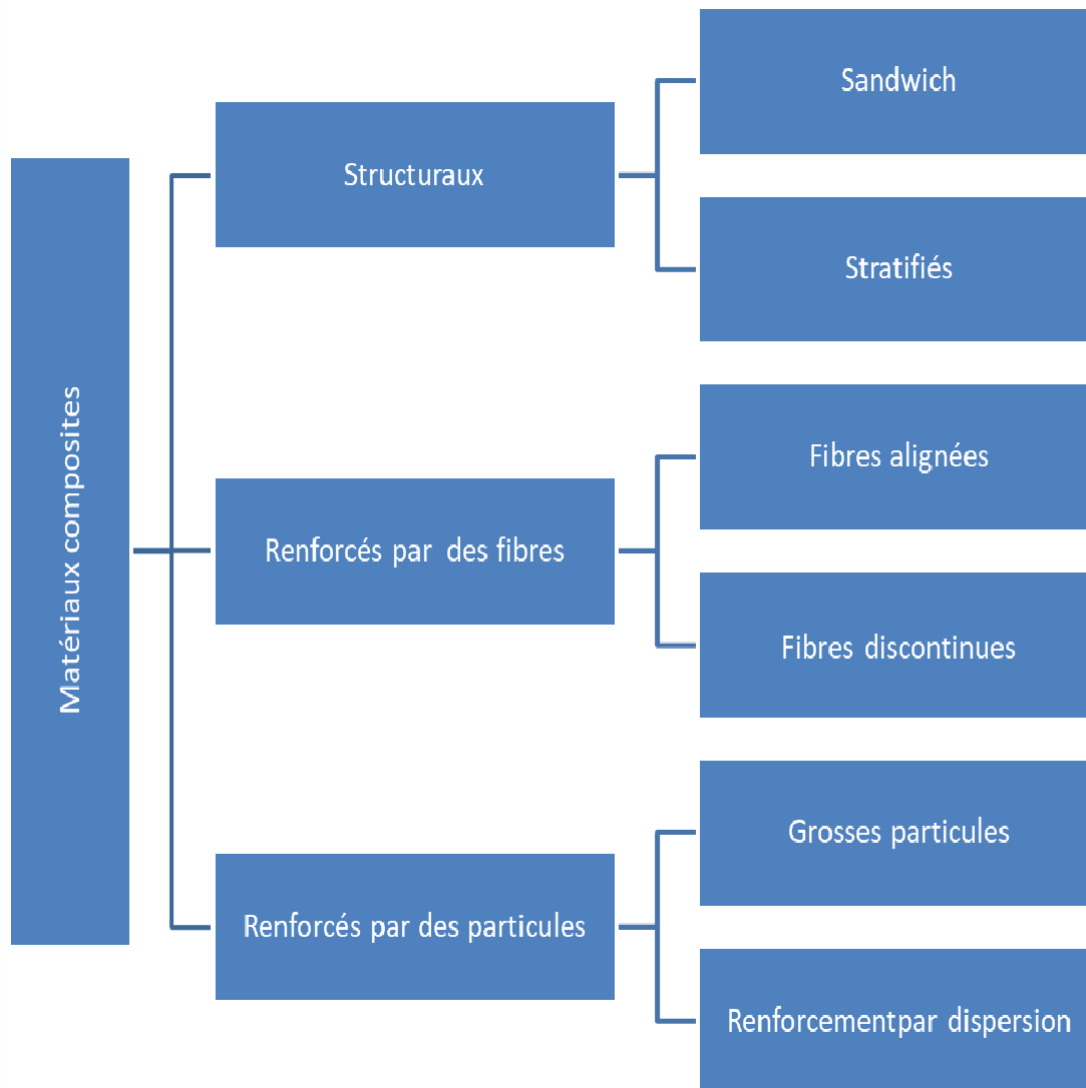 Matériaux composites
Structuraux
Sandwich
Stratifiés
Renforcés par des fibres
Fibres alignées
Fibres discontinues
Renforcés par des particules
Grosses particules
Renforcementpar dispersion